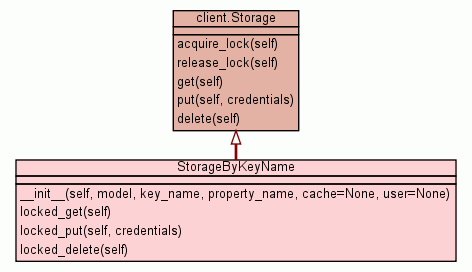 client.Storage
acquire_lock(self)
release_lock(self)
get(self)
put(self, credentials)
delete(self)
StorageByKeyName
__init__(self, model, key_name, property_name, cache=None, user=None)
locked_get(self)
locked_put(self, credentials)
locked_delete(self)